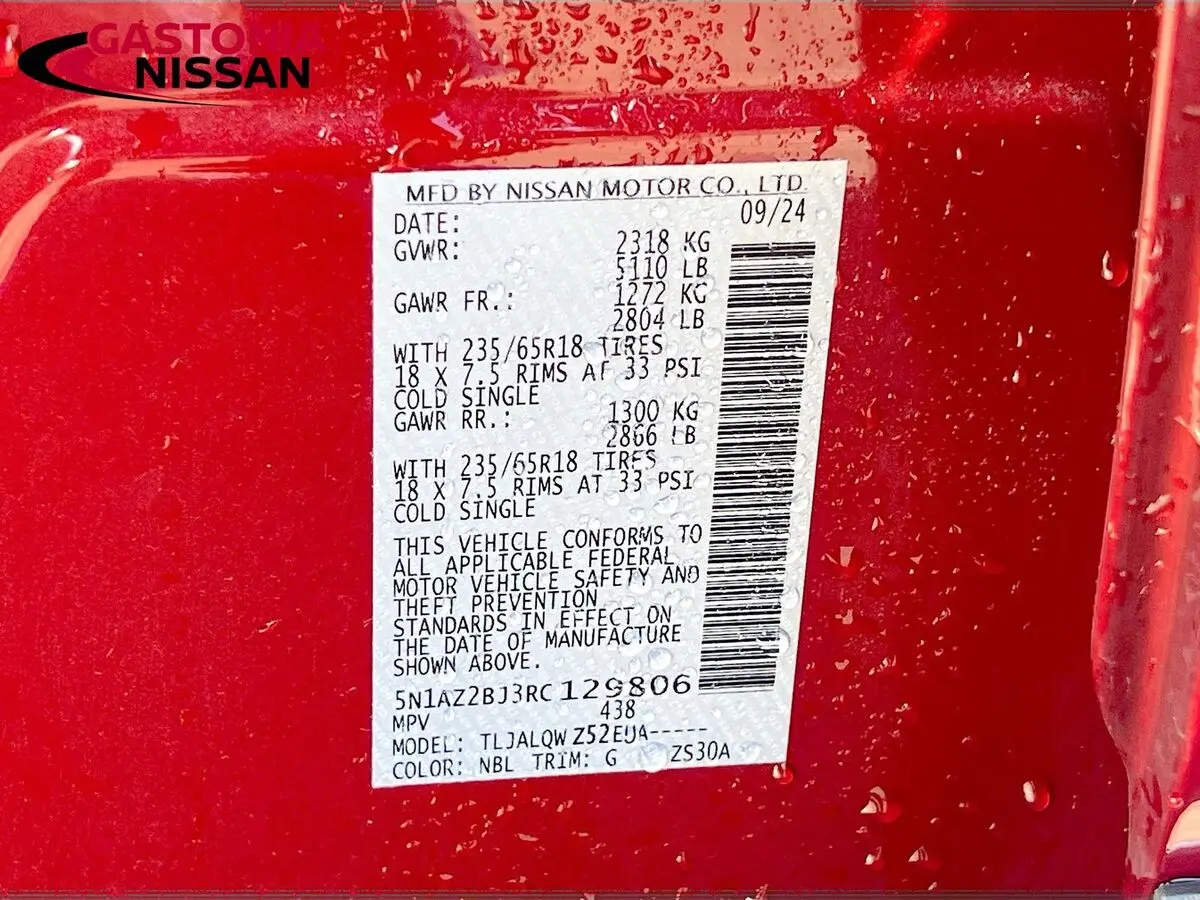 GASTONIA
NISSAN
MFD BY NISSAN MOTOR CO., LTD.
DATE: 09/24
GVWR: 2318 KG
5110 LB
GAWR FR.: 1272 KG
2804 LB
WITH 235/65R18 TIRES
18 X 7.5 RIMS AT 33 PSI
COLD SINGLE
GAWR RR.: 1300 KG
2866 LB
WITH 235/65R18 TIRES
18 X 7.5 RIMS AT 33 PSI
COLD SINGLE
THIS VEHICLE CONFORMS TO
ALL APPLICABLE FEDERAL
MOTOR VEHICLE SAFETY AND
THEFT PREVENTION
STANDARDS IN EFFECT ON
THE DATE OF MANUFACTURE
SHOWN ABOVE.
5N1AZ2BJ3RC129806
MPV 438
MODEL: TLJALQWZ52EUA-----
COLOR: NBL TRIM: G ZS30A